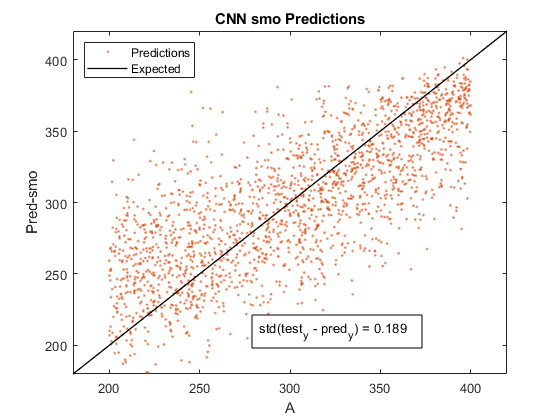 CNN smo Predictions
Predictions
Expected
400
350
300
250
200
Pred-smo
std(test_y - pred_y) = 0.189
200 250 300 350 400
A